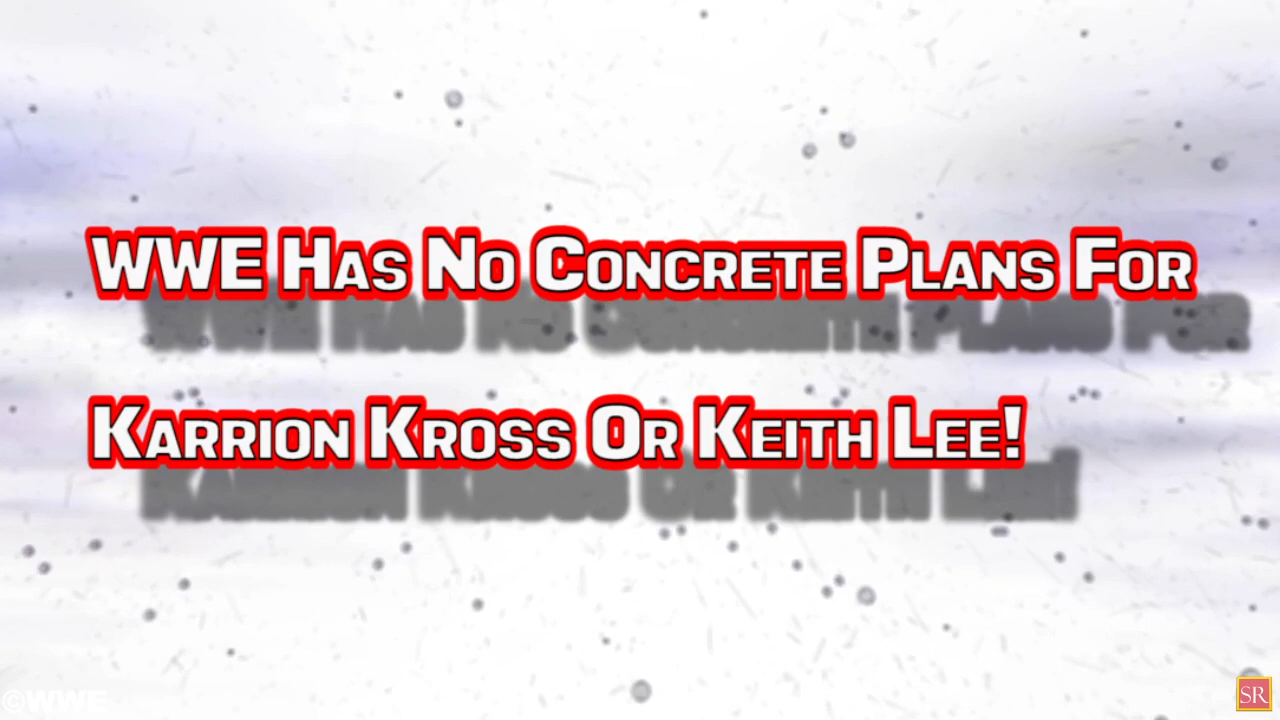 WWE Has No Concrete Plans For
Karrion Kross Or Keith Lee!
©WWE
SR